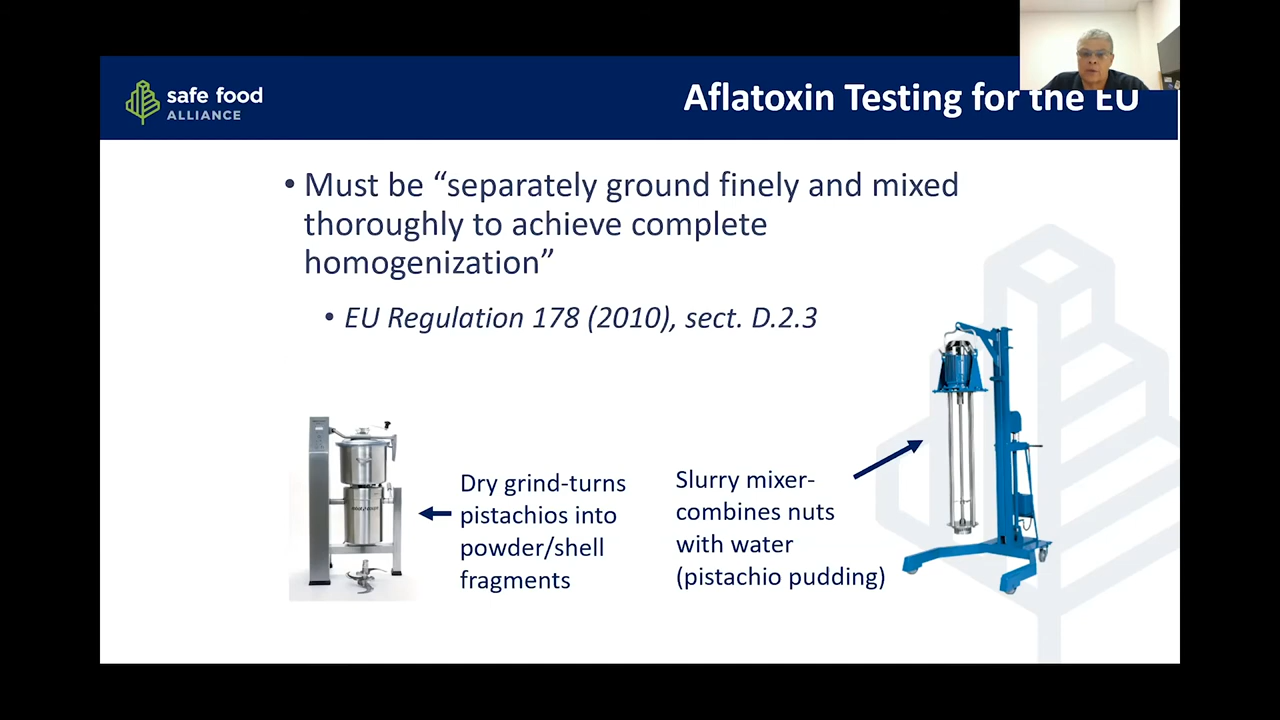 safe food
ALLIANCE
Aflatoxin Testing for the EU
• Must be “separately ground finely and mixed
thoroughly to achieve complete
homogenization”
• EU Regulation 178 (2010), sect. D.2.3
Dry grind-turns
pistachios into
powder/shell
fragments
Slurry mixer-
combines nuts
with water
(pistachio pudding)